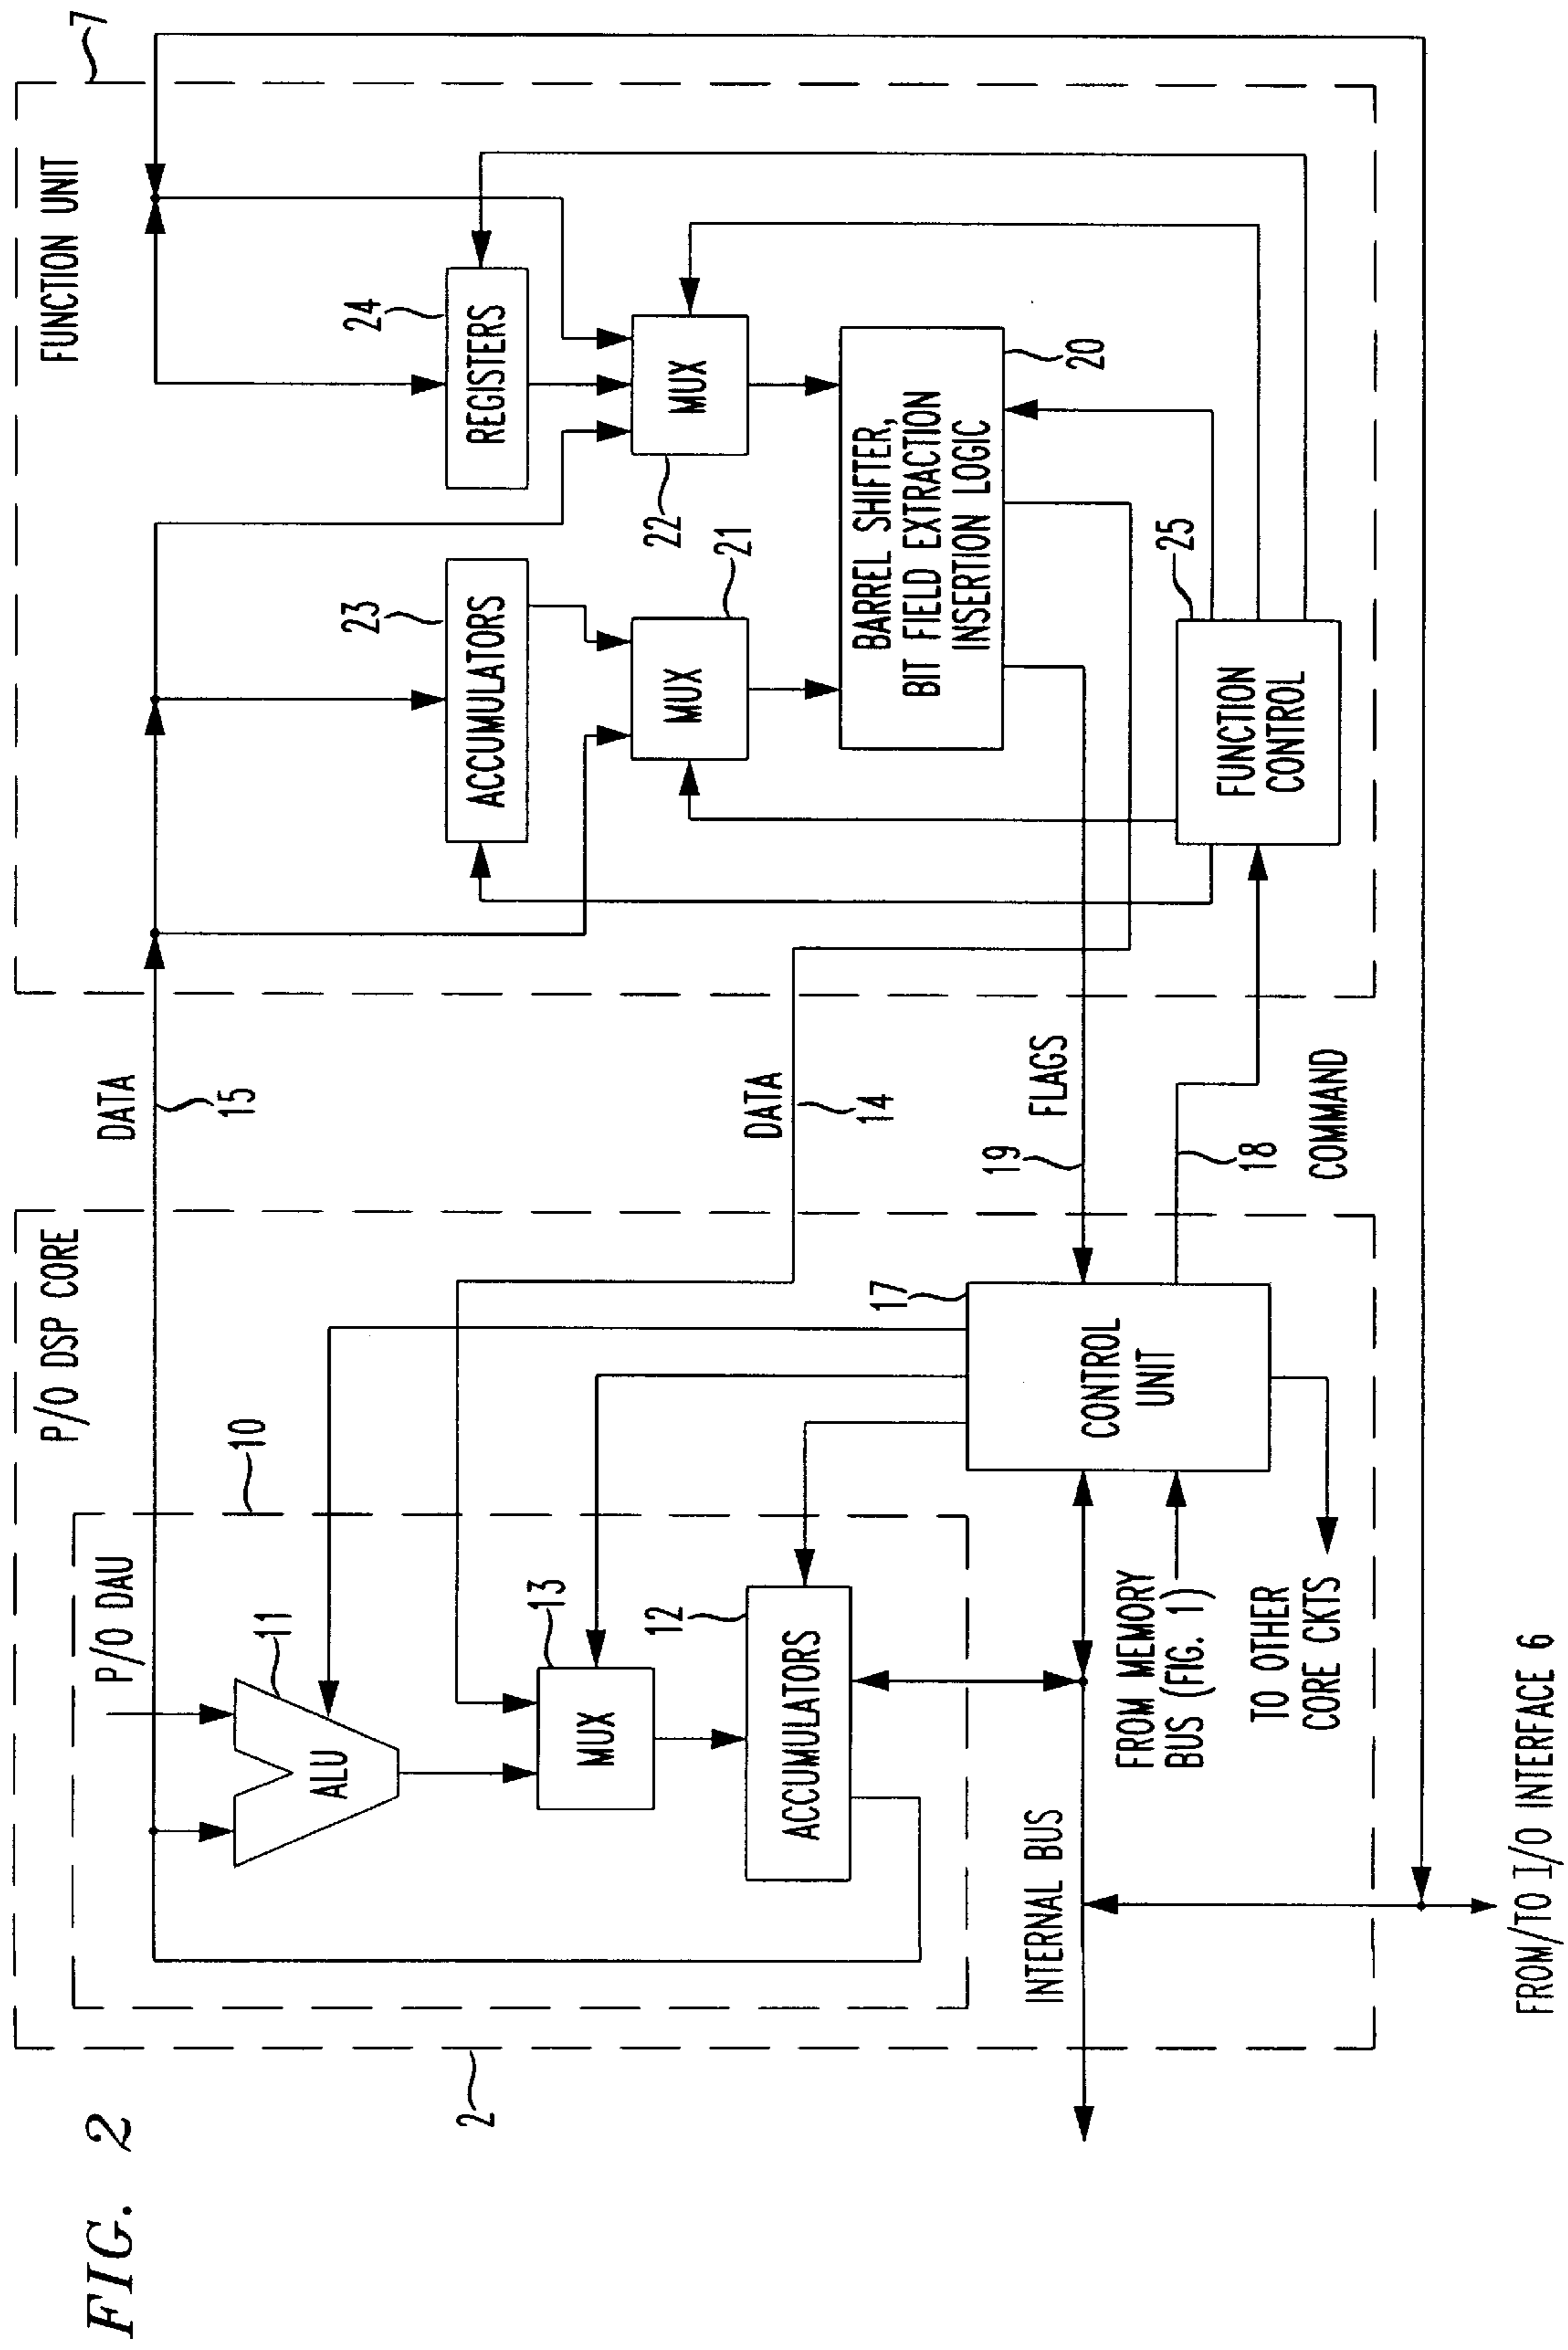 FIG. 2
2
P/O DSP CORE
P/O DAU
10
11
ALU
13
MUX
12
ACCUMULATORS
INTERNAL BUS
FROM MEMORY
BUS (FIG. 1)
TO OTHER
CORE CKTS
17
CONTROL
UNIT
FROM/TO I/O INTERFACE 6
DATA
15
DATA
14
19
FLAGS
18
COMMAND
FUNCTION UNIT
7
23
ACCUMULATORS
24
REGISTERS
21
MUX
22
MUX
BARREL SHIFTER,
BIT FIELD EXTRACTION
INSERTION LOGIC
20
25
FUNCTION
CONTROL